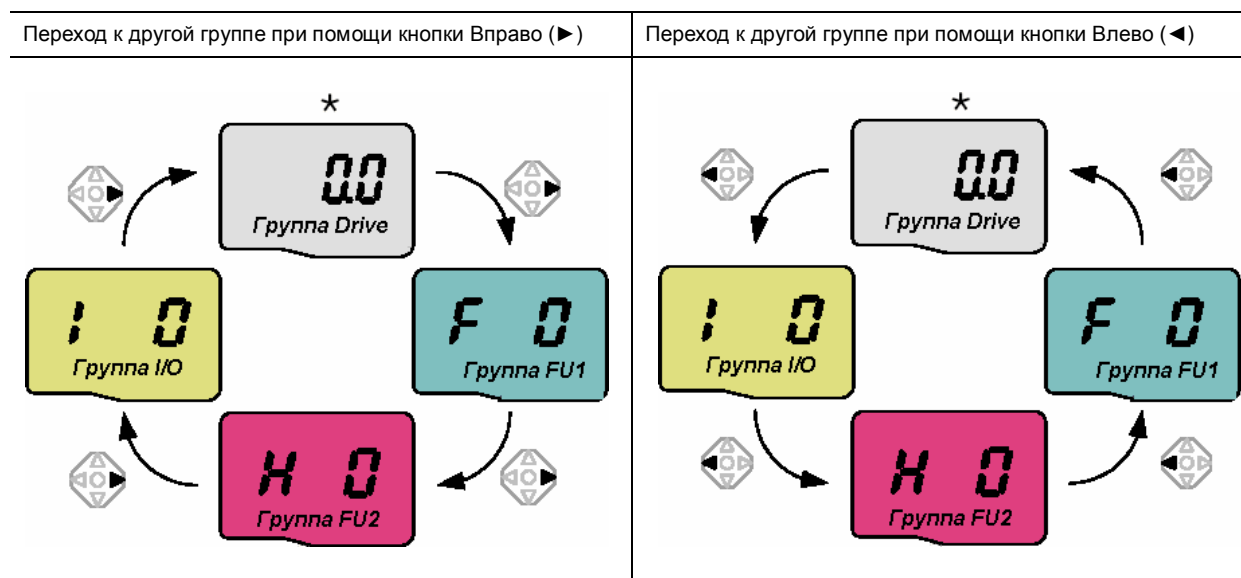 Переход к другой группе при помощи кнопки Вправо (►)
*
0.0
Группа Drive
I 0
Группа I/O
F 0
Группа FU1
H 0
Группа FU2
Переход к другой группе при помощи кнопки Влево (◄)
*
0.0
Группа Drive
I 0
Группа I/O
F 0
Группа FU1
H 0
Группа FU2